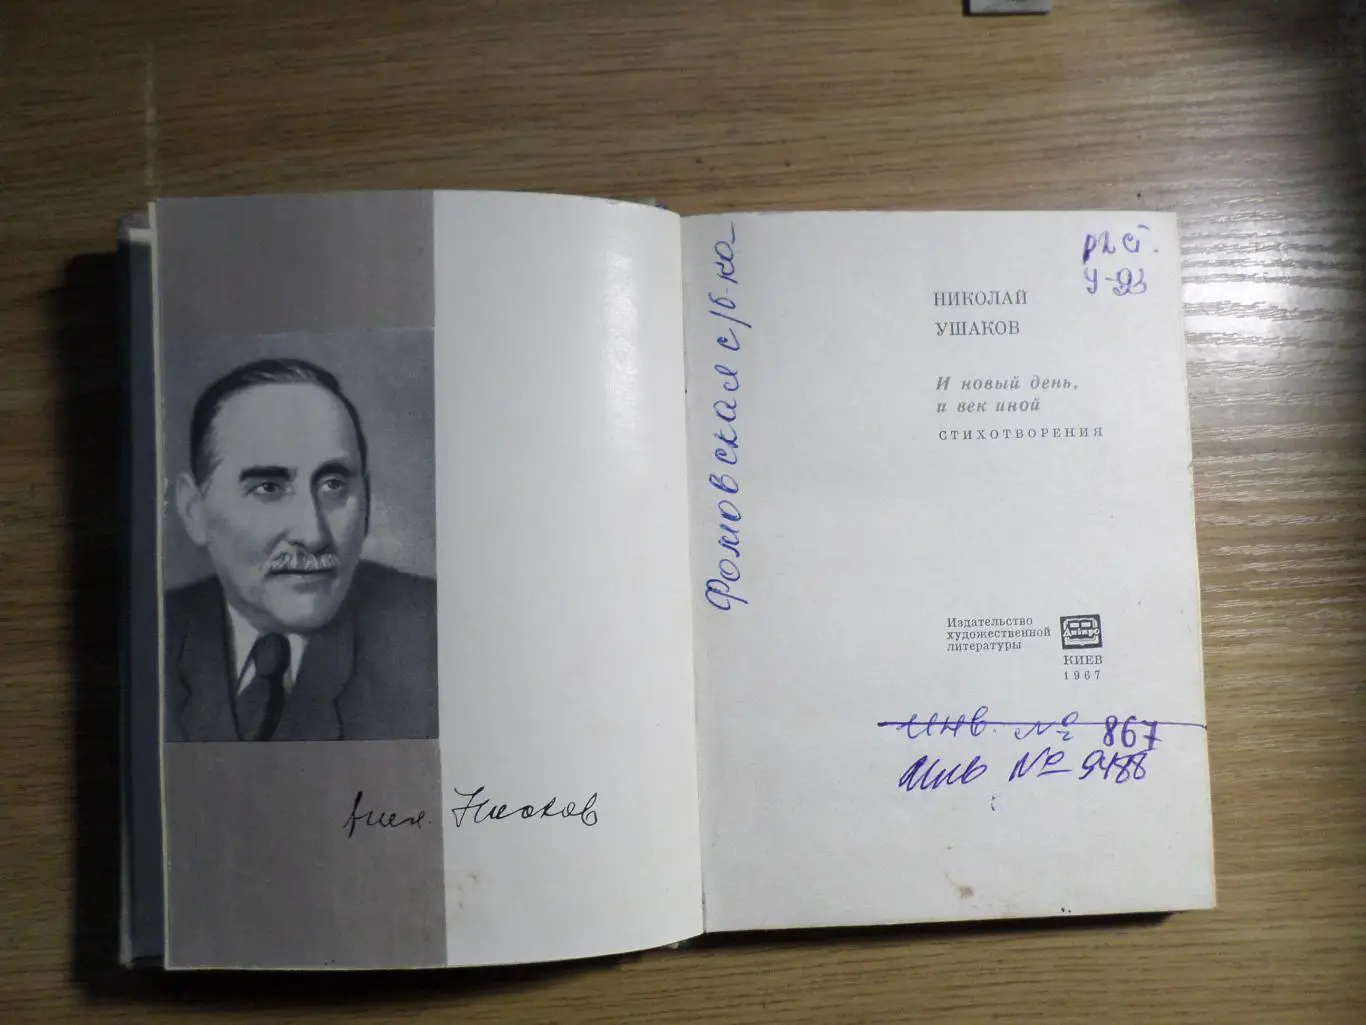 Ник. Ушаков
Фомовская с/б-ка
р2 ст.
У-93
НИКОЛАЙ
УШАКОВ
И новый день,
и век иной
СТИХОТВОРЕНИЯ
Издательство
художественной
литературы
Дніпро
КИЕВ
1967
инв. № 867
инв № 9488